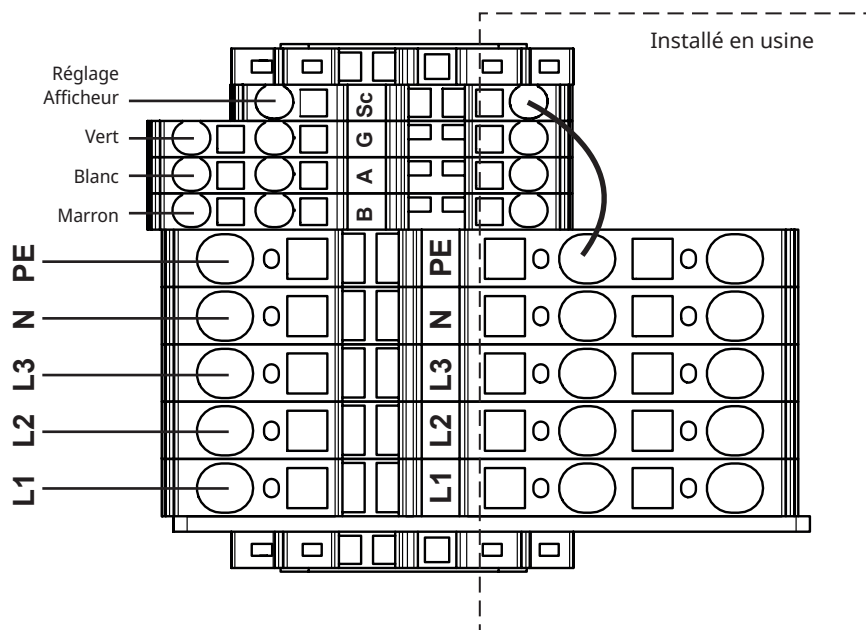 Installé en usine
Réglage
Afficheur
Sc
Vert
G
Blanc
A
Marron
B
PE
PE
N
N
L3
L3
L2
L2
L1
L1